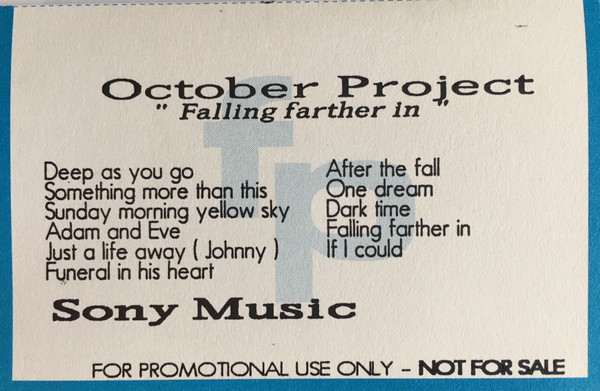 October Project
" Falling farther in "
Deep as you go
Something more than this
Sunday morning yellow sky
Adam and Eve
Just a life away ( Johnny )
Funeral in his heart
After the fall
One dream
Dark time
Falling farther in
If I could
fp
Sony Music
FOR PROMOTIONAL USE ONLY – NOT FOR SALE